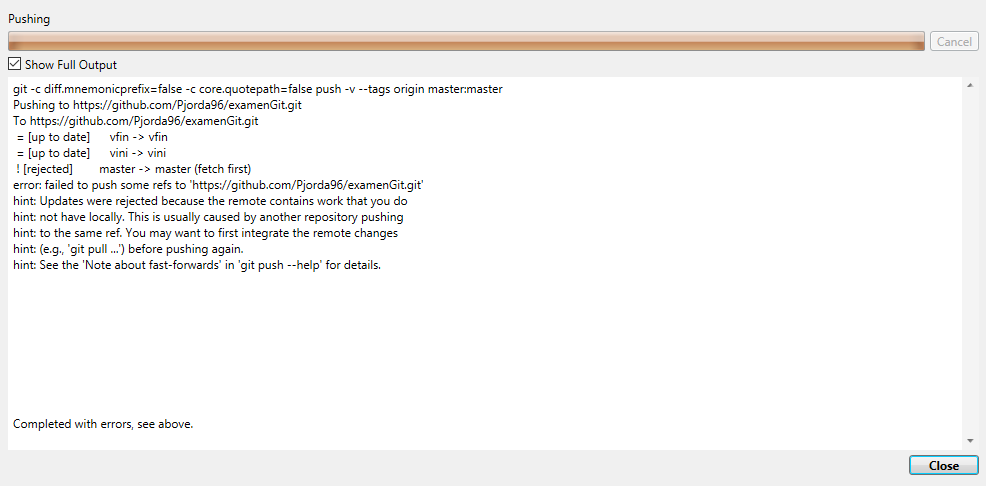 Pushing
Cancel
Show Full Output
git -c diff.mnemonicprefix=false -c core.quotepath=false push -v --tags origin master:master
Pushing to https://github.com/Pjorda96/examenGit.git
To https://github.com/Pjorda96/examenGit.git
= [up to date] vfin -> vfin
= [up to date] vini -> vini
! [rejected] master -> master (fetch first)
error: failed to push some refs to 'https://github.com/Pjorda96/examenGit.git'
hint: Updates were rejected because the remote contains work that you do
hint: not have locally. This is usually caused by another repository pushing
hint: to the same ref. You may want to first integrate the remote changes
hint: (e.g., 'git pull ...') before pushing again.
hint: See the 'Note about fast-forwards' in 'git push --help' for details.
Completed with errors, see above.
Close